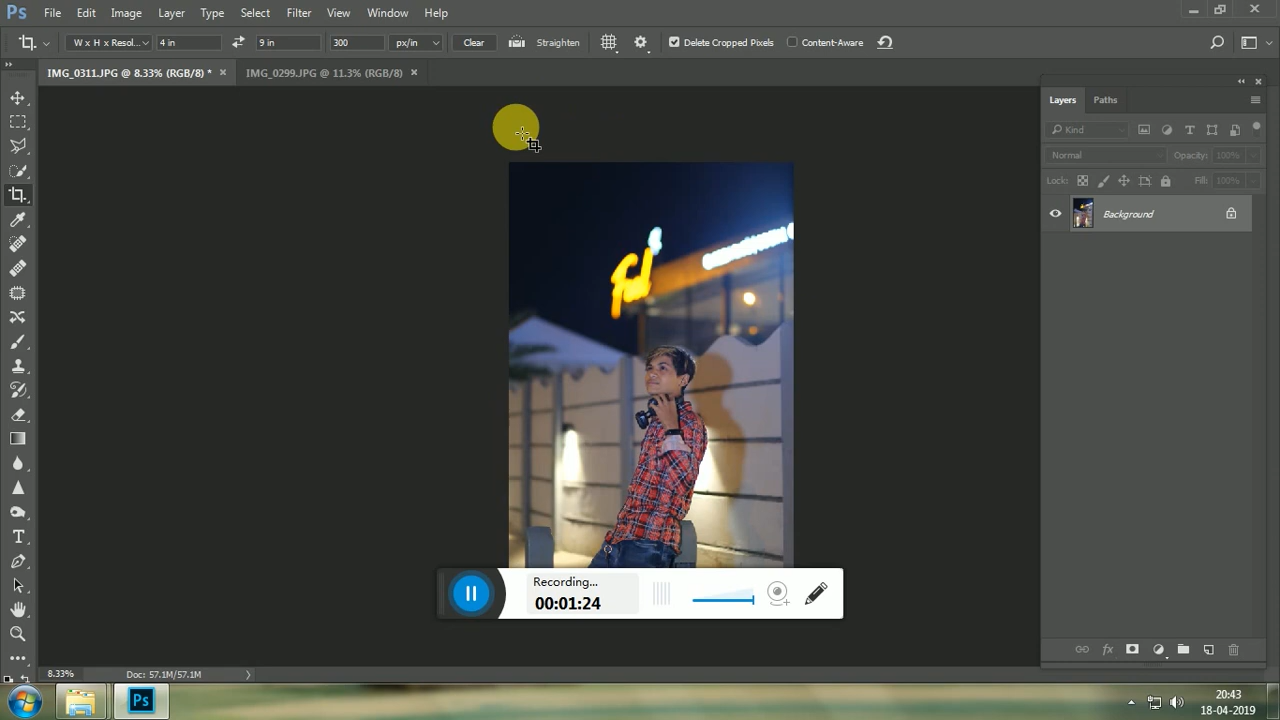 Ps File Edit Image Layer Type Select Filter View Window Help
W x H x Resol... 4 in 9 in 300 px/in Clear Straighten Delete Cropped Pixels Content-Aware
IMG_0311.JPG @ 8.33% (RGB/8) * × IMG_0299.JPG @ 11.3% (RGB/8) ×
Layers Paths
Kind
Normal Opacity: 100%
Lock: Fill: 100%
Background
Recording...
00:01:24
8.33% Doc: 57.1M/57.1M
Ps
20:43
18-04-2019